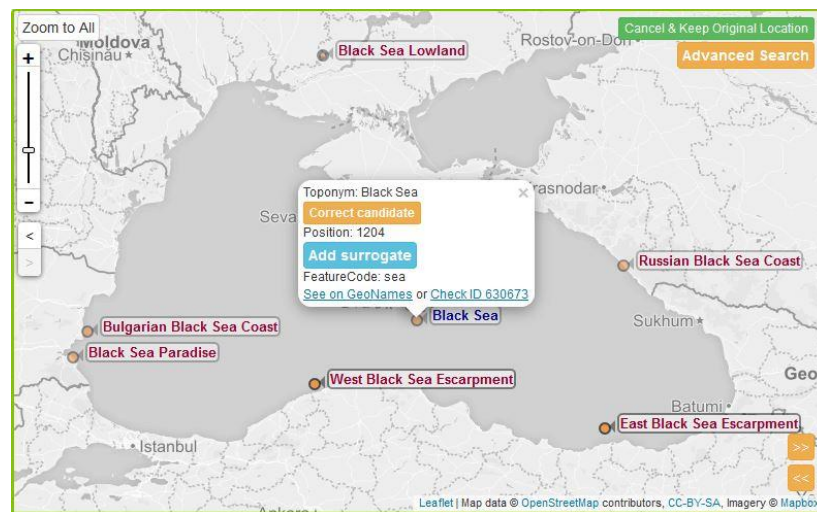 Zoom to All
Cancel & Keep Original Location
Advanced Search
Moldova
Chișinău
Black Sea Lowland
Rostov-on-Don
+
−
<
>
Toponym: Black Sea
×
Correct candidate
Position: 1204
Add surrogate
FeatureCode: sea
See on GeoNames or Check ID 630673
Black Sea
Russian Black Sea Coast
Sukhum
Bulgarian Black Sea Coast
Black Sea Paradise
West Black Sea Escarpment
Batumi
East Black Sea Escarpment
Istanbul
>>
<<
Leaflet | Map data © OpenStreetMap contributors, CC-BY-SA, Imagery © Mapbox